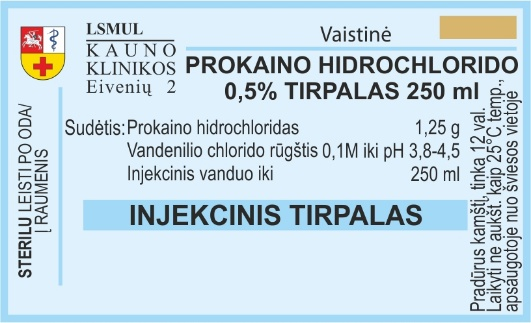 LSMUL
KAUNO
KLINIKOS
Eivenių 2
Vaistinė
PROKAINO HIDROCHLORIDO
0,5% TIRPALAS 250 ml
Sudėtis: Prokaino hidrochloridas 1,25 g
Vandenilio chlorido rūgštis 0,1M iki pH 3,8-4,5
Injekcinis vanduo iki 250 ml
INJEKCINIS TIRPALAS
STERILU LEISTI PO ODA/
Į RAUMENIS
Pradūrus kamštį, tinka 12 val.
Laikyti ne aukšt. kaip 25°C temp.,
apsaugotoje nuo šviesos vietoje